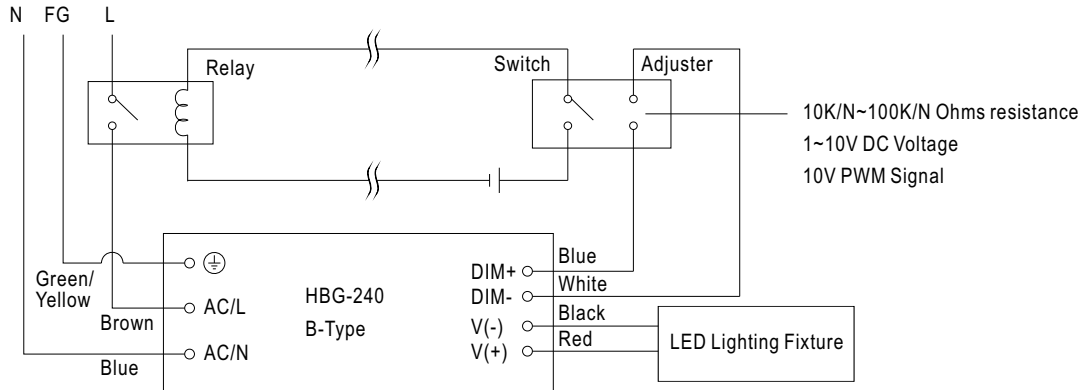 N FG L
Relay
Switch
Adjuster
10K/N~100K/N Ohms resistance
1~10V DC Voltage
10V PWM Signal
Green/
Yellow
Brown
Blue
AC/L
AC/N
HBG-240
B-Type
DIM+
DIM-
V(-)
V(+)
Blue
White
Black
Red
LED Lighting Fixture